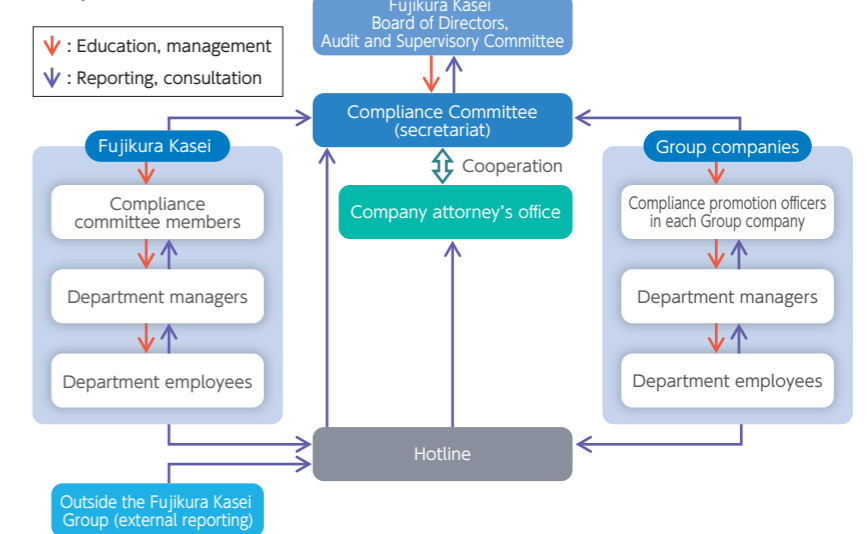 Fujikura Kasei
Board of Directors,
Audit and Supervisory Committee
: Education, management
: Reporting, consultation
Compliance Committee
(secretariat)
Fujikura Kasei
Group companies
Cooperation
Compliance
committee members
Company attorney's office
Compliance promotion officers
in each Group company
Department managers
Department managers
Department employees
Department employees
Hotline
Outside the Fujikura Kasei
Group (external reporting)